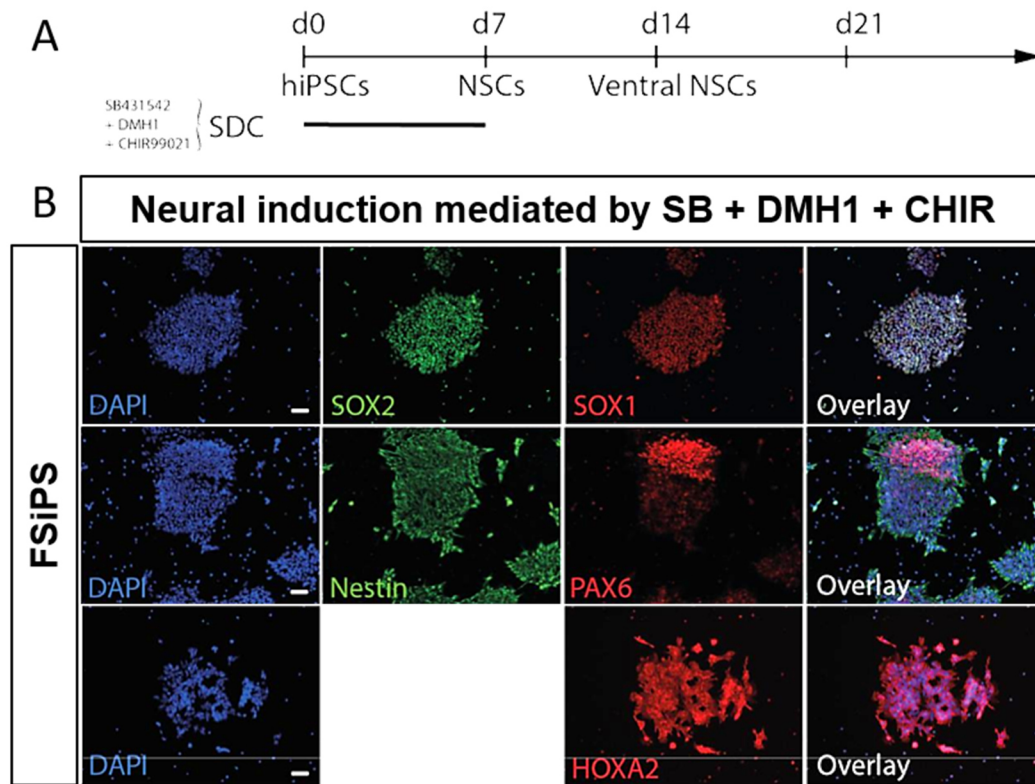 A
d0 d7 d14 d21
hiPSCs NSCs Ventral NSCs
SB431542
+ DMH1
+ CHIR99021
SDC
B
Neural induction mediated by SB + DMH1 + CHIR
FSiPS
DAPI SOX2 SOX1 Overlay
DAPI Nestin PAX6 Overlay
DAPI HOXA2 Overlay